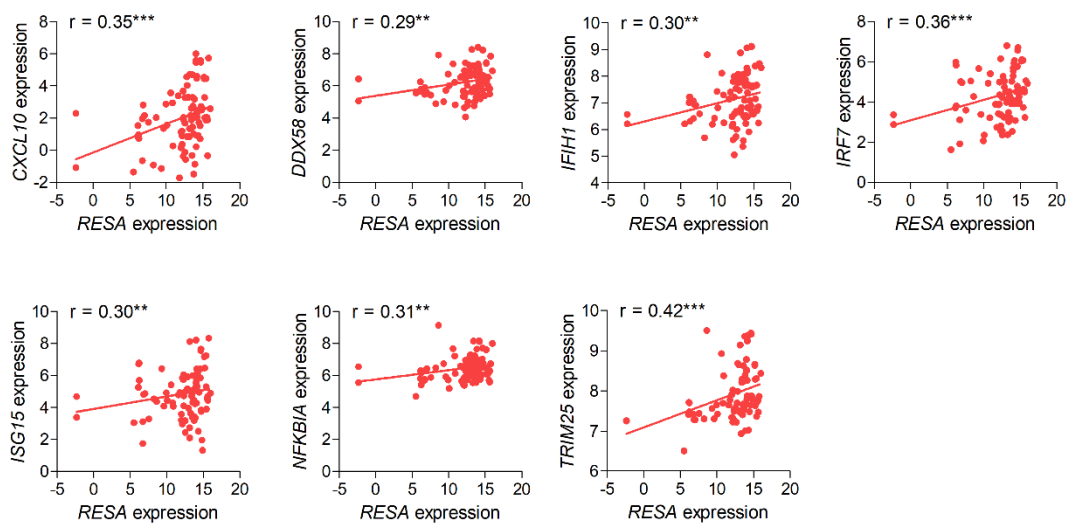 r = 0.35***
CXCL10 expression
8
6
4
2
0
-2
-5 0 5 10 15 20
RESA expression
r = 0.29**
DDX58 expression
10
8
6
4
2
0
-5 0 5 10 15 20
RESA expression
r = 0.30**
IFIH1 expression
10
9
8
7
6
5
4
-5 0 5 10 15 20
RESA expression
r = 0.36***
IRF7 expression
8
6
4
2
0
-5 0 5 10 15 20
RESA expression
r = 0.30**
ISG15 expression
10
8
6
4
2
0
-5 0 5 10 15 20
RESA expression
r = 0.31**
NFKBIA expression
10
8
6
4
2
0
-5 0 5 10 15 20
RESA expression
r = 0.42***
TRIM25 expression
10
9
8
7
6
-5 0 5 10 15 20
RESA expression